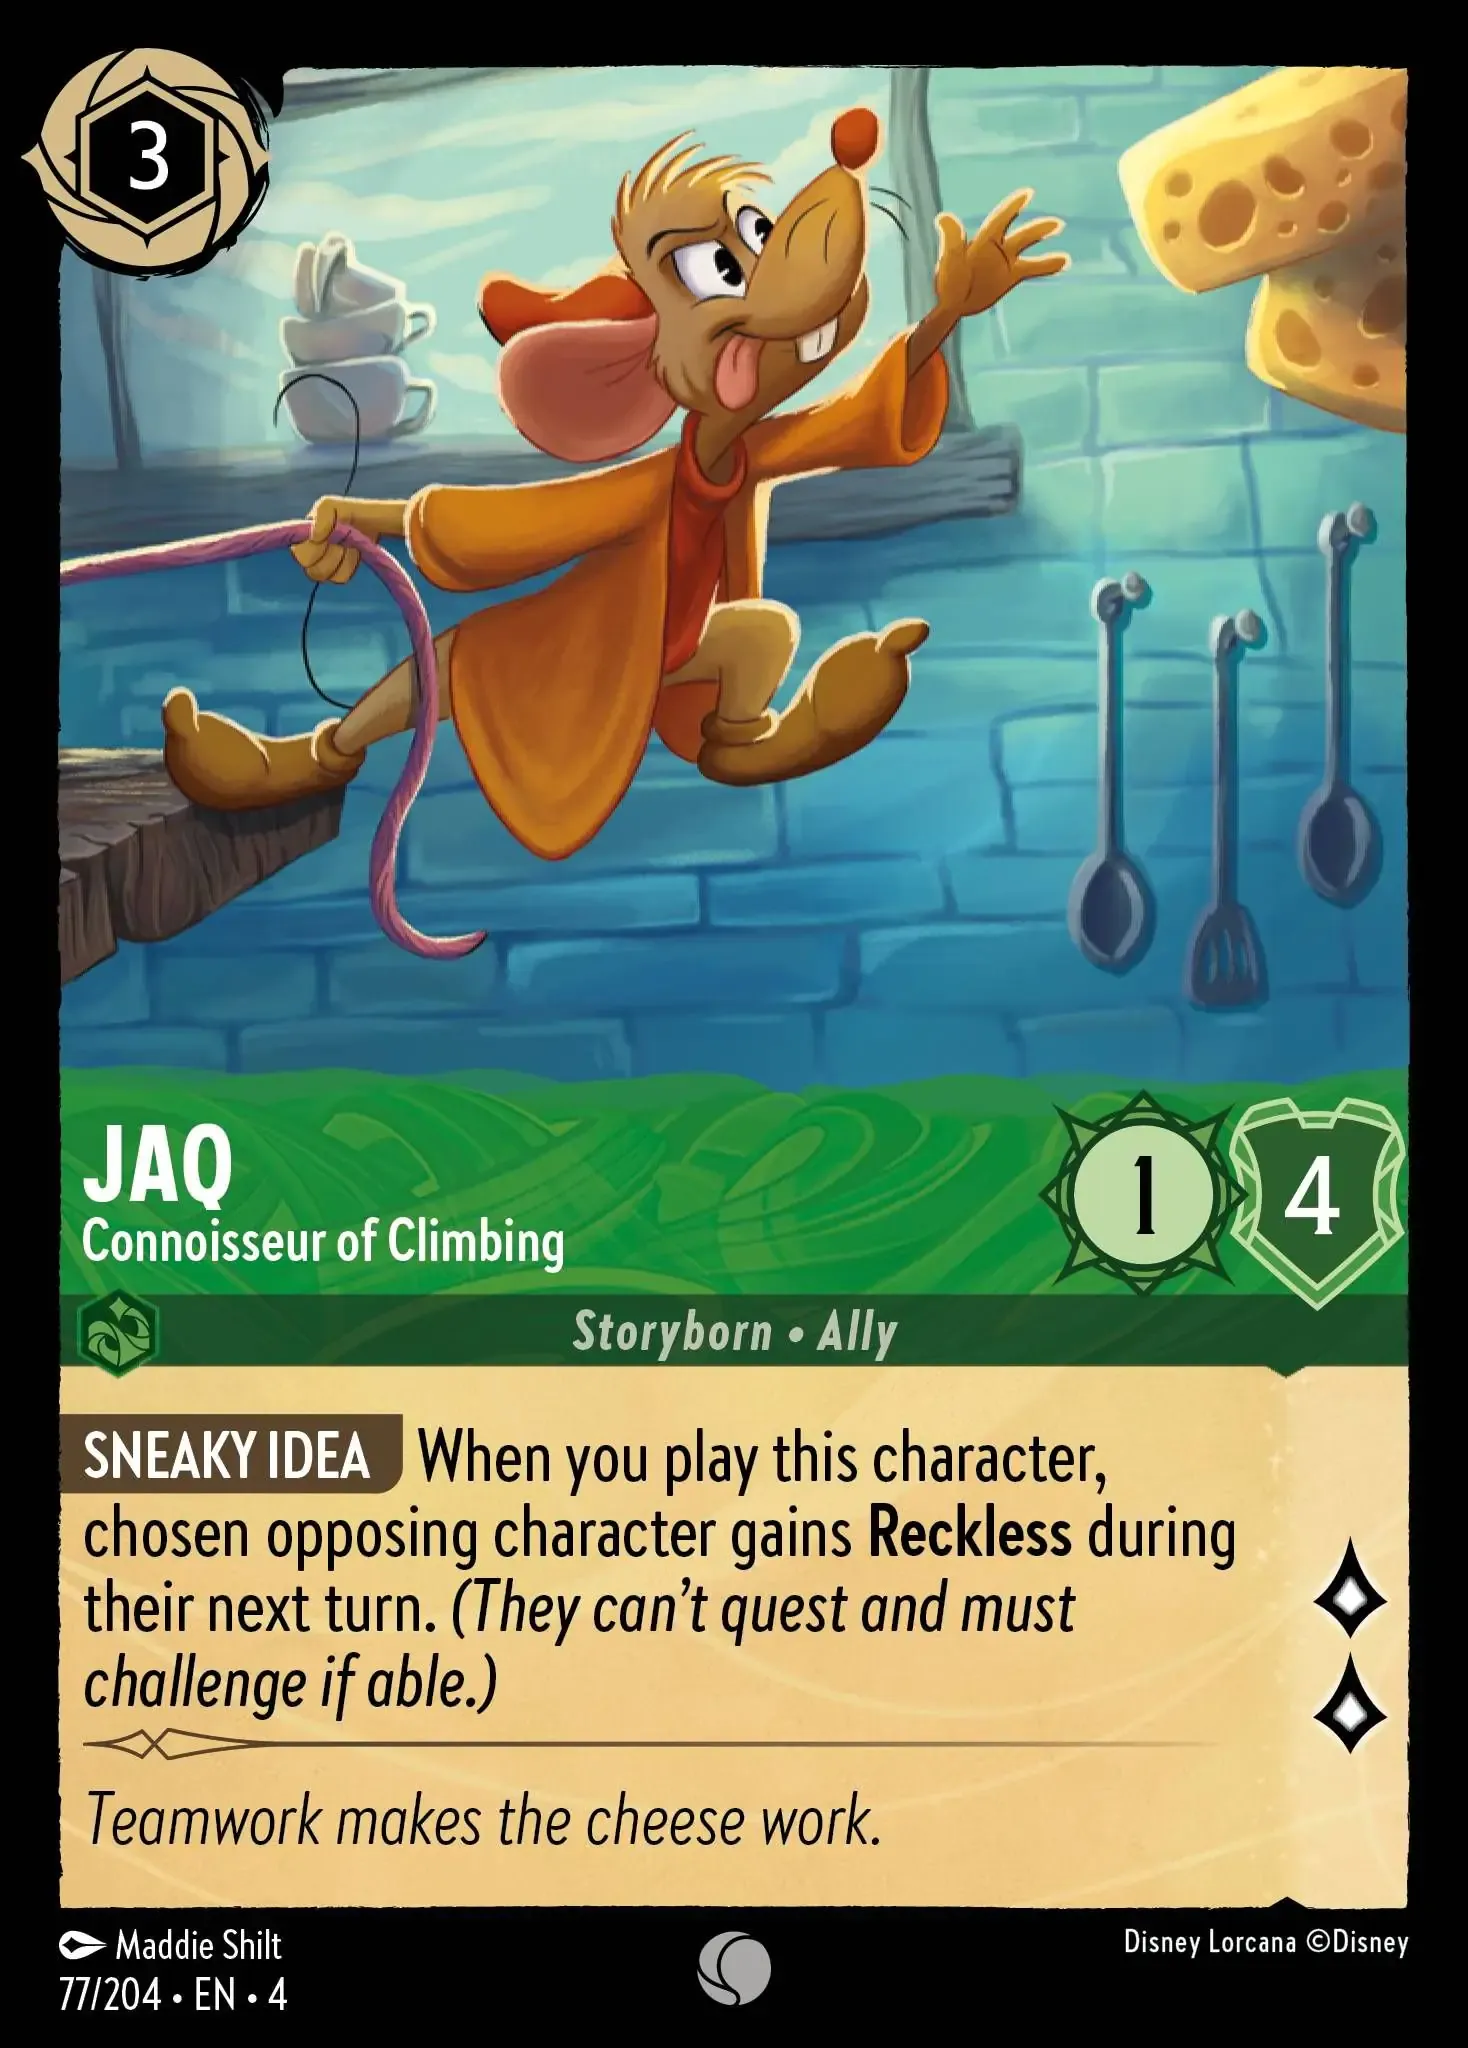 3
JAQ
Connoisseur of Climbing
1
4
Storyborn • Ally
SNEAKY IDEA When you play this character,
chosen opposing character gains Reckless during
their next turn. (They can't quest and must
challenge if able.)
Teamwork makes the cheese work.
Maddie Shilt
77/204 • EN • 4
Disney Lorcana ©Disney